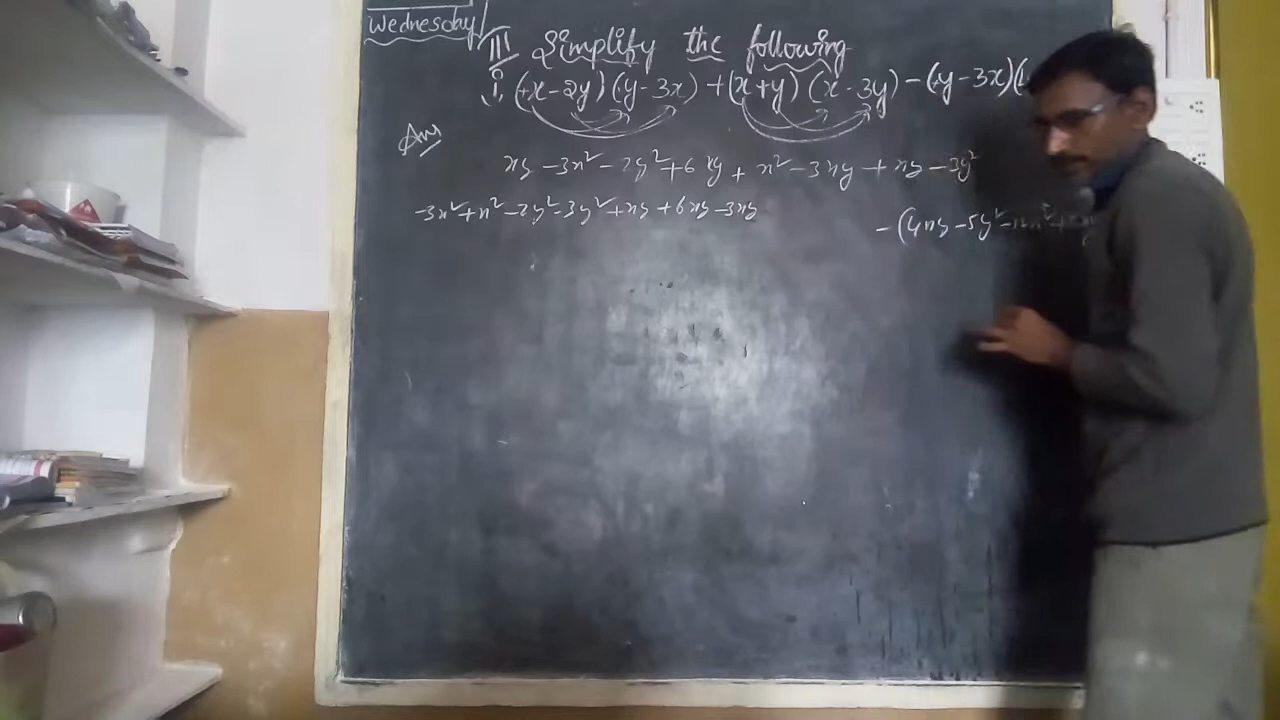 Wednesday
III Simplify the following
i, (+x-2y) (y-3x) + (x+y) (x-3y) - (+y-3x)(
Ans
xy - 3x² - 2y² + 6xy + x² - 3xy + xy - 3y²
-3x² + x² - 2y² - 3y² + xy + 6xy - 3xy
- (4xy - 5y² - 12x² +